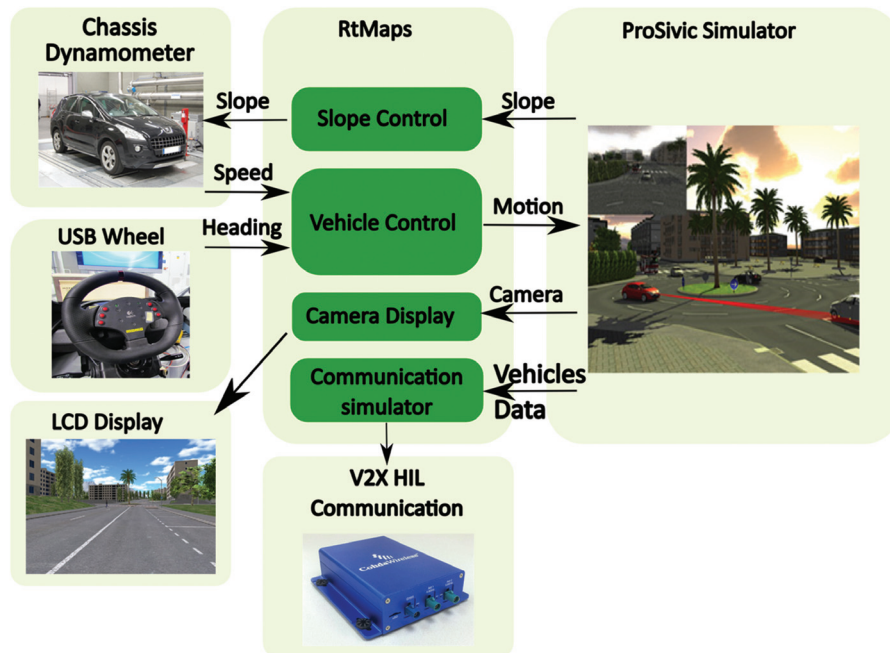 Chassis
Dynamometer
RtMaps
ProSivic Simulator
Slope
Slope Control
Slope
Speed
Vehicle Control
Motion
USB Wheel
Heading
Camera Display
Camera
Communication
simulator
Vehicles
Data
LCD Display
V2X HIL
Communication
CohdaWireless